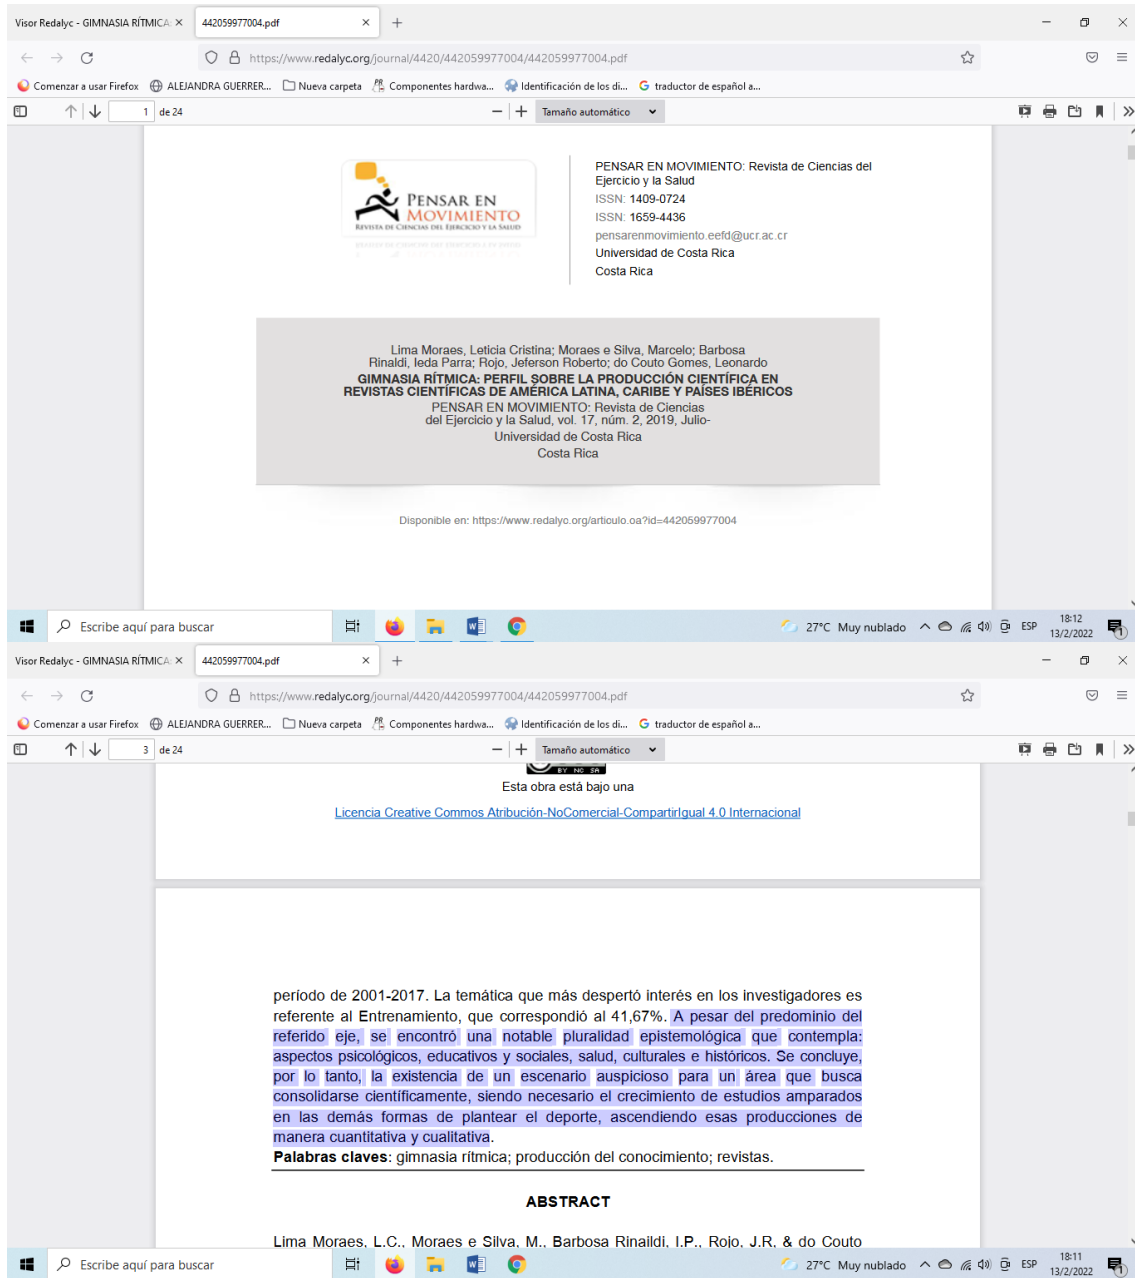 Visor Redalyc - GIMNASIA RÍTMICA:
442059977004.pdf
https://www.redalyc.org/journal/4420/442059977004/442059977004.pdf
Comenzar a usar Firefox ALEJANDRA GUERRER... Nueva carpeta Componentes hardwa... Identificación de los di... traductor de español a...
1 de 24 Tamaño automático
PENSAR EN
MOVIMIENTO
REVISTA DE CIENCIAS DEL EJERCICIO Y LA SALUD
PENSAR EN MOVIMIENTO: Revista de Ciencias del
Ejercicio y la Salud
ISSN: 1409-0724
ISSN: 1659-4436
pensarenmovimiento.eefd@ucr.ac.cr
Universidad de Costa Rica
Costa Rica
Lima Moraes, Leticia Cristina; Moraes e Silva, Marcelo; Barbosa
Rinaldi, Ieda Parra; Rojo, Jeferson Roberto; do Couto Gomes, Leonardo
GIMNASIA RÍTMICA: PERFIL SOBRE LA PRODUCCIÓN CIENTÍFICA EN
REVISTAS CIENTÍFICAS DE AMÉRICA LATINA, CARIBE Y PAÍSES IBÉRICOS
PENSAR EN MOVIMIENTO: Revista de Ciencias
del Ejercicio y la Salud, vol. 17, núm. 2, 2019, Julio-
Universidad de Costa Rica
Costa Rica
Disponible en: https://www.redalyc.org/articulo.oa?id=442059977004
Escribe aquí para buscar
27°C Muy nublado
ESP
18:12
13/2/2022
1
Visor Redalyc - GIMNASIA RÍTMICA:
442059977004.pdf
https://www.redalyc.org/journal/4420/442059977004/442059977004.pdf
Comenzar a usar Firefox ALEJANDRA GUERRER... Nueva carpeta Componentes hardwa... Identificación de los di... traductor de español a...
3 de 24 Tamaño automático
BY NC SA
Esta obra está bajo una
Licencia Creative Commos Atribución-NoComercial-CompartirIgual 4.0 Internacional
período de 2001-2017. La temática que más despertó interés en los investigadores es
referente al Entrenamiento, que correspondió al 41,67%. A pesar del predominio del
referido eje, se encontró una notable pluralidad epistemológica que contempla:
aspectos psicológicos, educativos y sociales, salud, culturales e históricos. Se concluye,
por lo tanto, la existencia de un escenario auspicioso para un área que busca
consolidarse científicamente, siendo necesario el crecimiento de estudios amparados
en las demás formas de plantear el deporte, ascendiendo esas producciones de
manera cuantitativa y cualitativa.
Palabras claves: gimnasia rítmica; producción del conocimiento; revistas.
ABSTRACT
Lima Moraes, L.C., Moraes e Silva, M., Barbosa Rinaildi, I.P., Rojo, J.R, & do Couto
Escribe aquí para buscar
27°C Muy nublado
ESP
18:11
13/2/2022
1